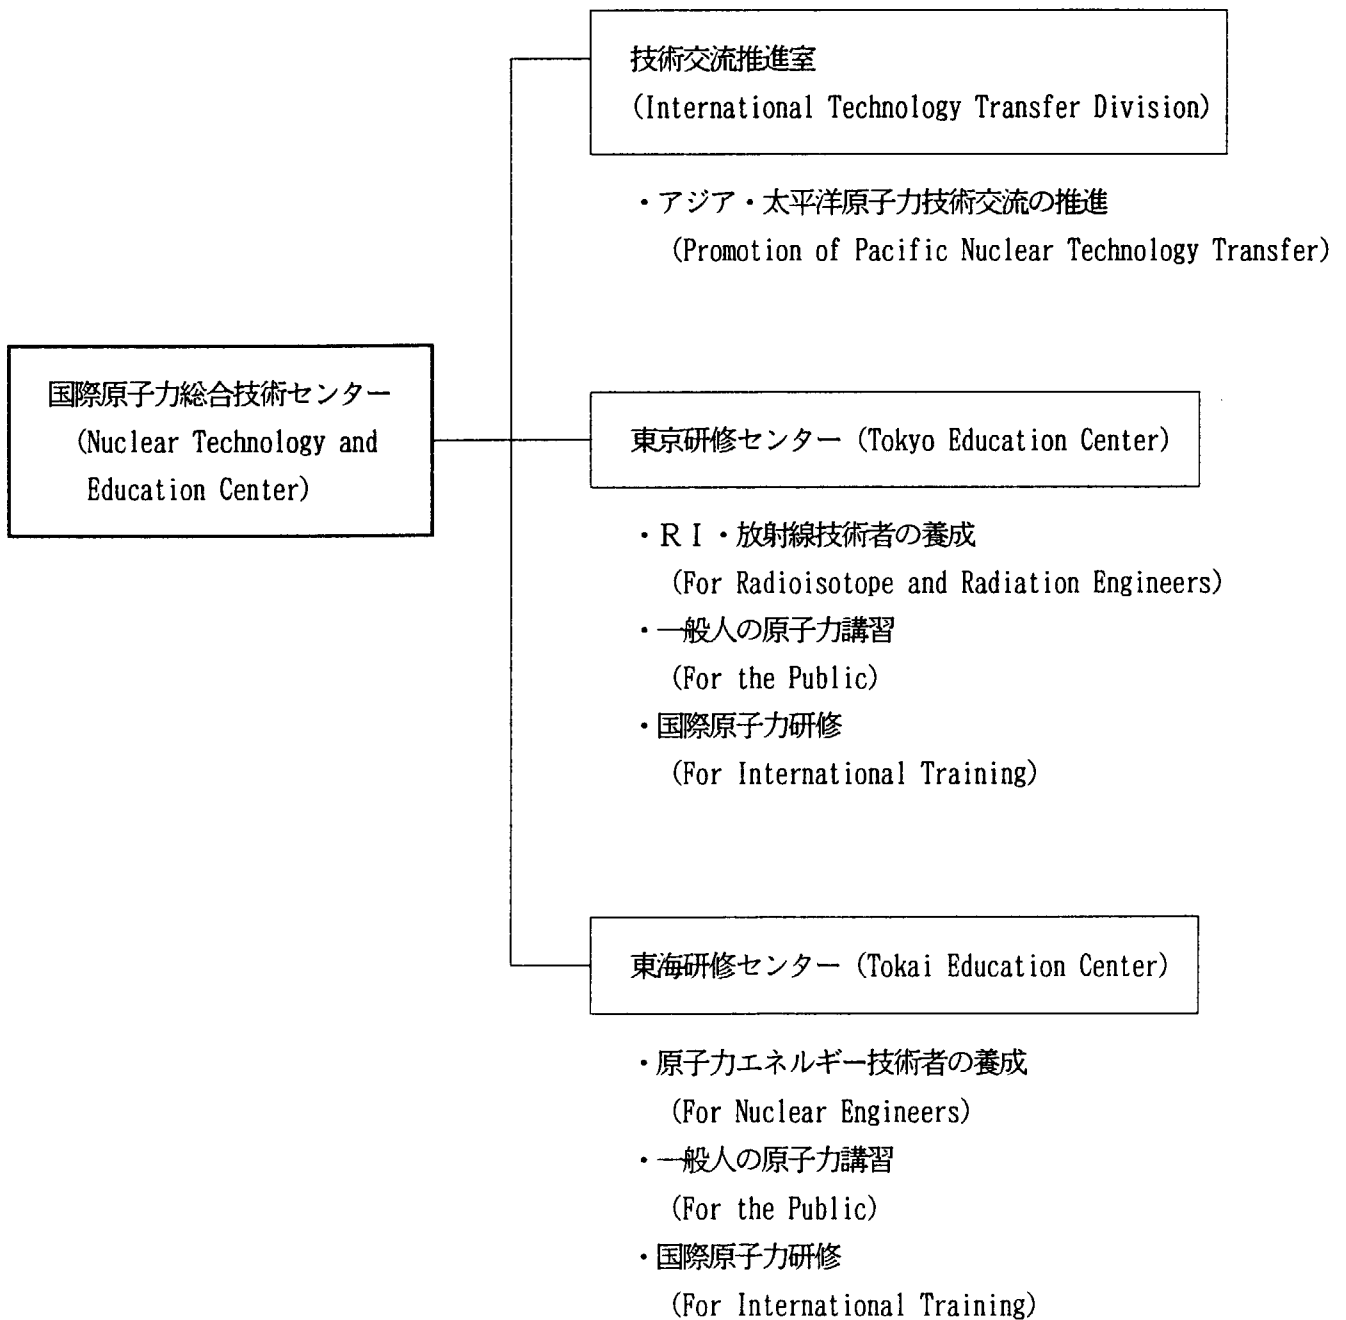 技術交流推進室
(International Technology Transfer Division)
・アジア・太平洋原子力技術交流の推進
(Promotion of Pacific Nuclear Technology Transfer)
国際原子力総合技術センター
(Nuclear Technology and
Education Center)
東京研修センター (Tokyo Education Center)
・ＲＩ・放射線技術者の養成
(For Radioisotope and Radiation Engineers)
・一般人の原子力講習
(For the Public)
・国際原子力研修
(For International Training)
東海研修センター (Tokai Education Center)
・原子力エネルギー技術者の養成
(For Nuclear Engineers)
・一般人の原子力講習
(For the Public)
・国際原子力研修
(For International Training)